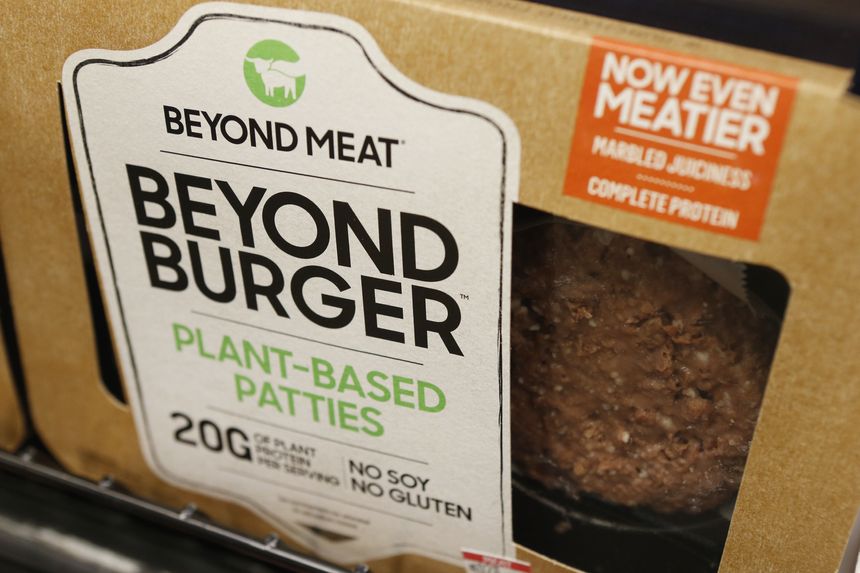 BEYOND MEAT®
BEYOND
BURGER™
PLANT-BASED
PATTIES
20G
OF PLANT
PROTEIN
PER SERVING
NO SOY
NO GLUTEN
NOW EVEN
MEATIER
MARBLED JUICINESS
COMPLETE PROTEIN